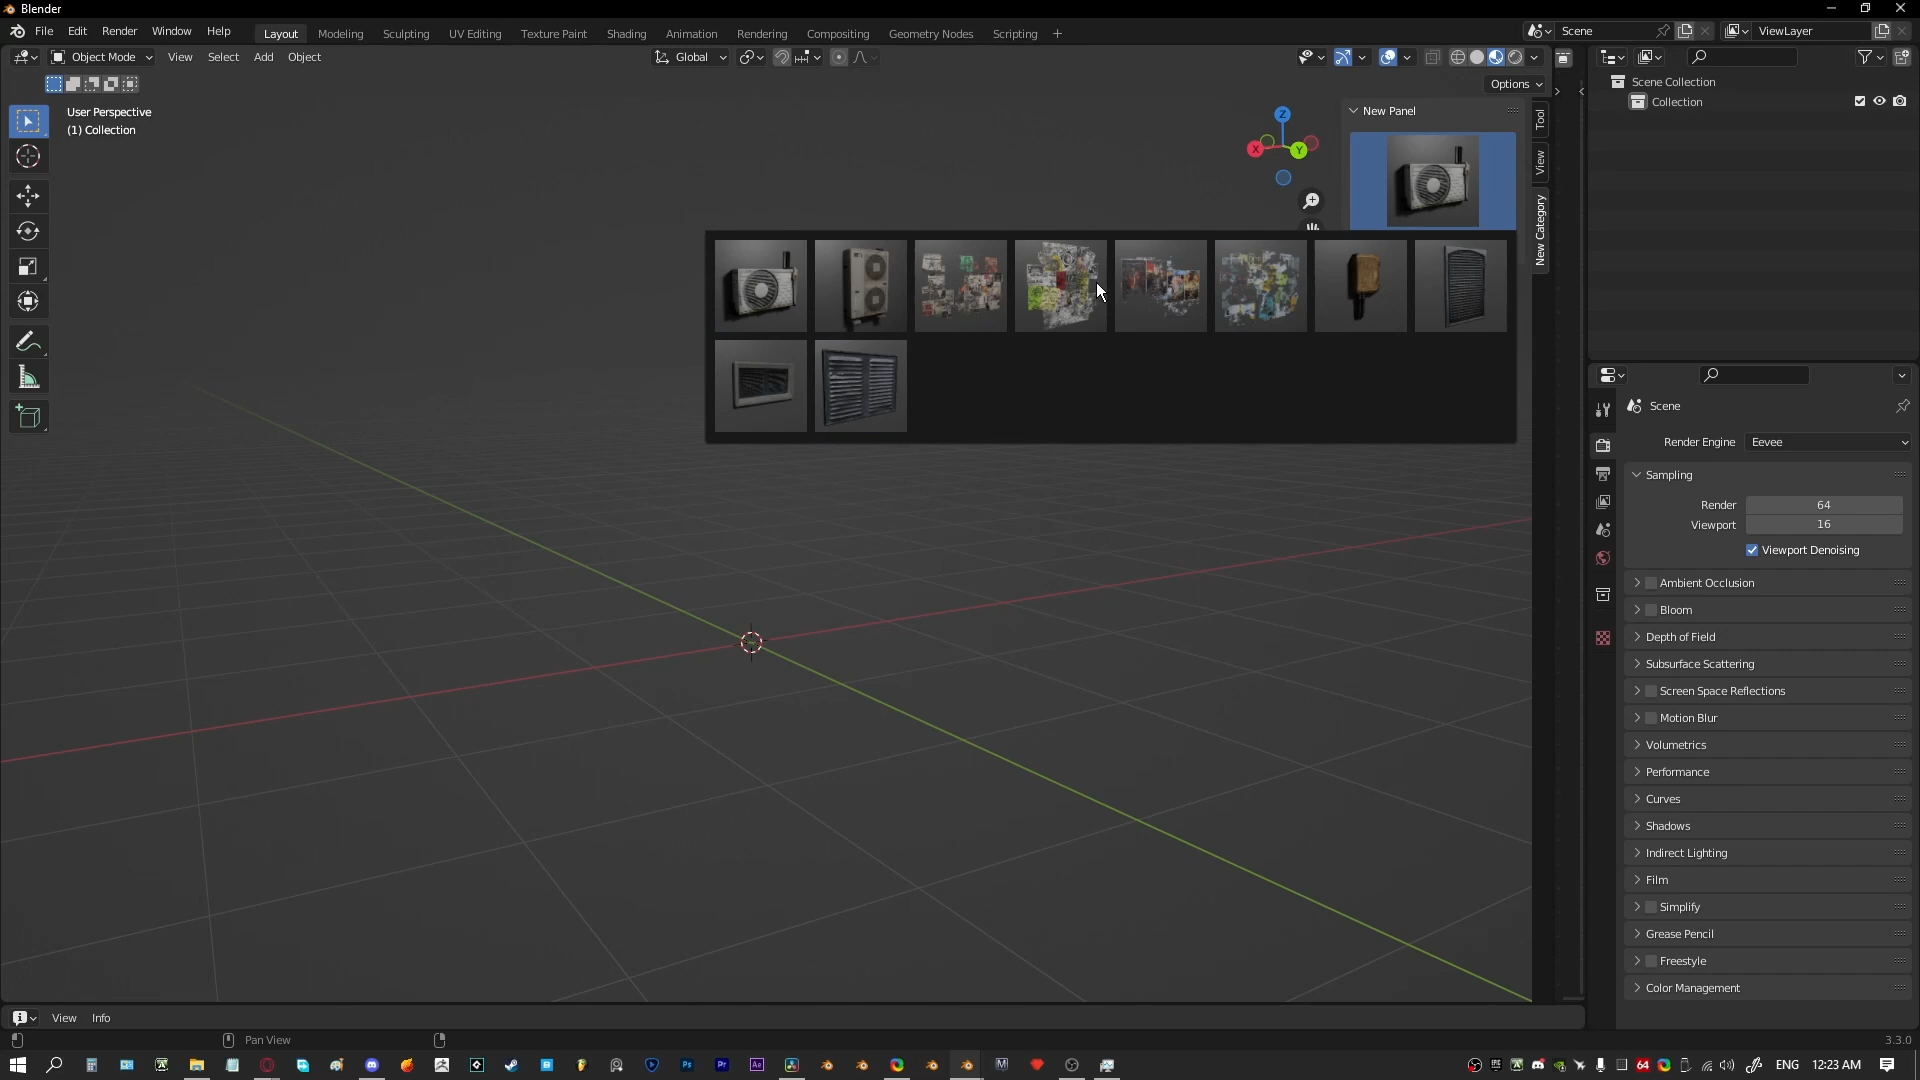 Blender
File Edit Render Window Help
Layout Modeling Sculpting UV Editing Texture Paint Shading Animation Rendering Compositing Geometry Nodes Scripting +
Scene
ViewLayer
Object Mode View Select Add Object
Global
Options
User Perspective
(1) Collection
Z
X
Y
New Panel
Tool
View
New Category
Scene Collection
Collection
Scene
Render Engine Eevee
Sampling
Render 64
Viewport 16
Viewport Denoising
Ambient Occlusion
Bloom
Depth of Field
Subsurface Scattering
Screen Space Reflections
Motion Blur
Volumetrics
Performance
Curves
Shadows
Indirect Lighting
Film
Simplify
Grease Pencil
Freestyle
Color Management
View Info
Pan View
3.3.0
Ps Pr Ae
64
ENG 12:23 AM